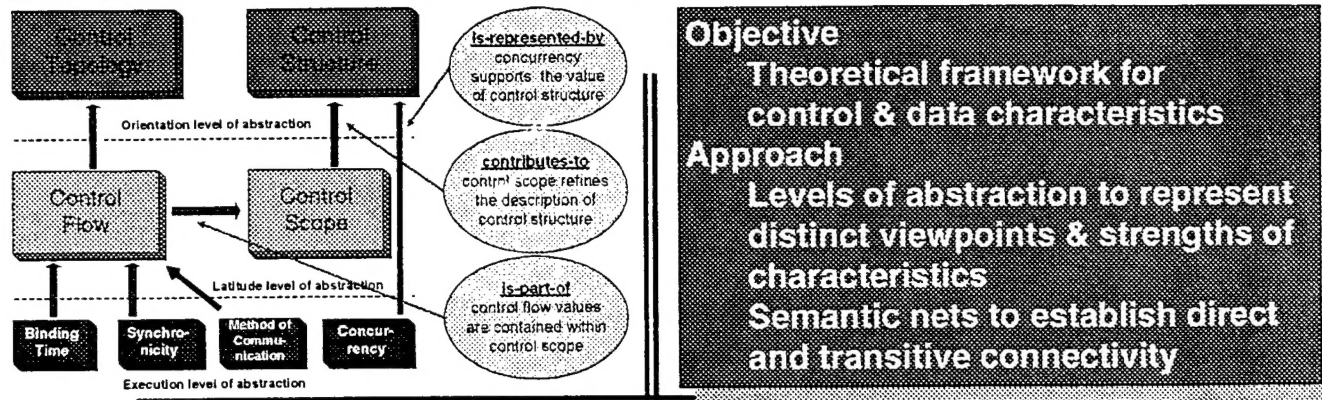 Control
Topology
Control
Structure
Orientation level of abstraction
Control
Flow
Control
Scope
Latitude level of abstraction
Binding
Time
Synchro-
nicity
Method of
Commu-
nication
Concur-
rency
Execution level of abstraction
is-represented-by
concurrency
supports the value
of control structure
contributes-to
control scope refines
the description of
control structure
is-part-of
control flow values
are contained within
control scope
Objective
Theoretical framework for
control & data characteristics
Approach
Levels of abstraction to represent
distinct viewpoints & strengths of
characteristics
Semantic nets to establish direct
and transitive connectivity